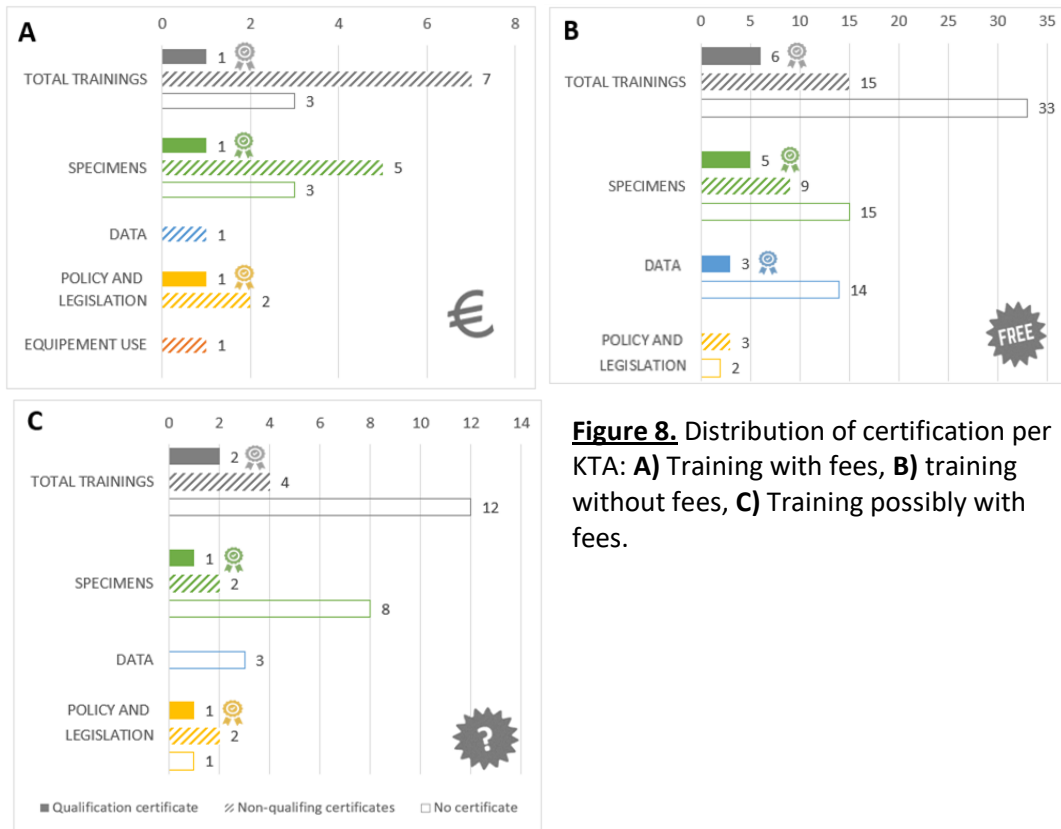 A
0 2 4 6 8
1
TOTAL TRAININGS 7
3
1
SPECIMENS 5
3
DATA 1
POLICY AND 1
LEGISLATION 2
EQUIPEMENT USE 1
€
B
0 5 10 15 20 25 30 35
6
TOTAL TRAININGS 15
33
5
SPECIMENS 9
15
DATA 3
14
POLICY AND 3
LEGISLATION 2
FREE
C
0 2 4 6 8 10 12 14
2
TOTAL TRAININGS 4
12
1
SPECIMENS 2
8
DATA 3
POLICY AND 1
LEGISLATION 2
1
?
Qualification certificate Non-qualifing certificates No certificate
Figure 8. Distribution of certification per
KTA: A) Training with fees, B) training
without fees, C) Training possibly with
fees.